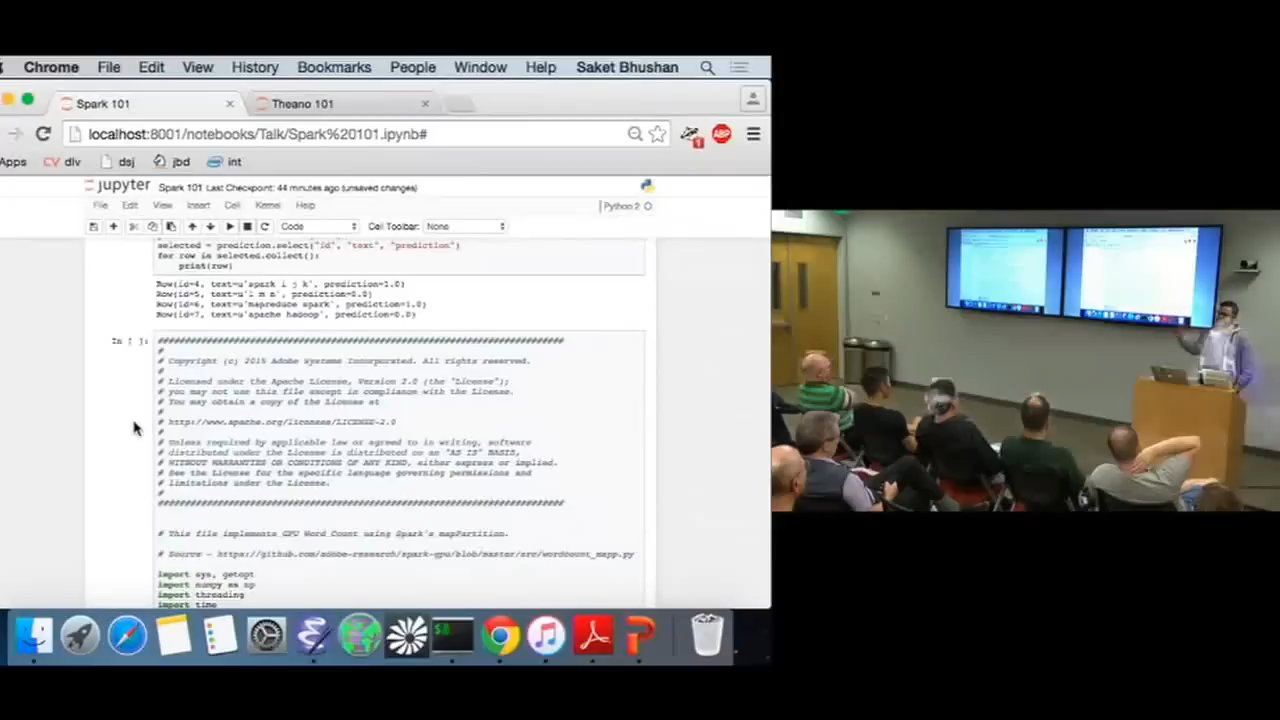 Chrome File Edit View History Bookmarks People Window Help Saket Bhushan
Spark 101
Theano 101
localhost:8001/notebooks/Talk/Spark%20101.ipynb#
Apps CV div dsj jbd int
jupyter Spark 101 Last Checkpoint: 44 minutes ago (unsaved changes)
File Edit View Insert Cell Kernel Help
Python 2
Code Cell Toolbar: None
selected = prediction.select("id", "text", "prediction")
for row in selected.collect():
print(row)
Row(id=4, text=u'spark i j k', prediction=1.0)
Row(id=5, text=u'l m n', prediction=0.0)
Row(id=6, text=u'mapreduce spark', prediction=1.0)
Row(id=7, text=u'apache hadoop', prediction=0.0)
In [ ]:
#
# Copyright (c) 2015 Adobe Systems Incorporated. All rights reserved.
#
# Licensed under the Apache License, Version 2.0 (the "License");
# you may not use this file except in compliance with the License.
# You may obtain a copy of the License at
#
# http://www.apache.org/licenses/LICENSE-2.0
#
# Unless required by applicable law or agreed to in writing, software
# distributed under the License is distributed on an "AS IS" BASIS,
# WITHOUT WARRANTIES OR CONDITIONS OF ANY KIND, either express or implied.
# See the License for the specific language governing permissions and
# limitations under the License.
#
# This file implements GPU Word Count using Spark's mapPartition.
# Source - https://github.com/adobe-research/spark-gpu/blob/master/src/wordcount_mapp.py
import sys, getopt
import numpy as np
import threading
import time